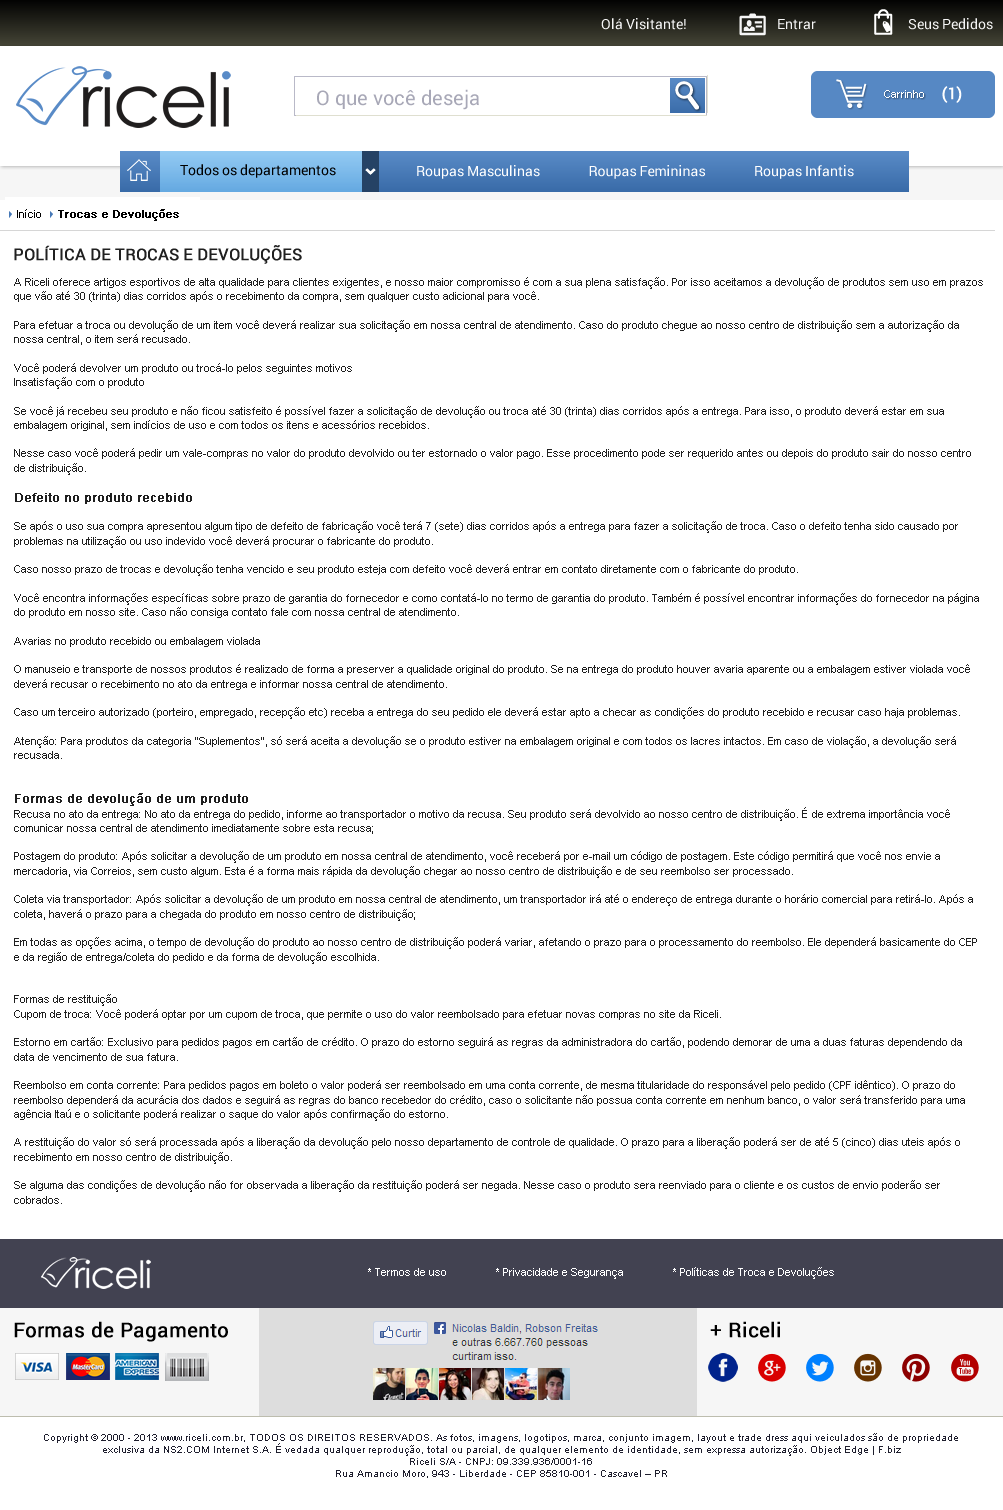 Olá Visitante! Entrar Seus Pedidos
riceli O que você deseja Carrinho (1)
Todos os departamentos Roupas Masculinas Roupas Femininas Roupas Infantis
Início Trocas e Devoluções
POLÍTICA DE TROCAS E DEVOLUÇÕES
A Riceli oferece artigos esportivos de alta qualidade para clientes exigentes, e nosso maior compromisso é com a sua plena satisfação. Por isso aceitamos a devolução de produtos sem uso em prazos
que vão até 30 (trinta) dias corridos após o recebimento da compra, sem qualquer custo adicional para você.
Para efetuar a troca ou devolução de um item você deverá realizar sua solicitação em nossa central de atendimento. Caso do produto chegue ao nosso centro de distribuição sem a autorização da
nossa central, o item será recusado.
Você poderá devolver um produto ou trocá-lo pelos seguintes motivos
Insatisfação com o produto
Se você já recebeu seu produto e não ficou satisfeito é possível fazer a solicitação de devolução ou troca até 30 (trinta) dias corridos após a entrega. Para isso, o produto deverá estar em sua
embalagem original, sem indícios de uso e com todos os itens e acessórios recebidos.
Nesse caso você poderá pedir um vale-compras no valor do produto devolvido ou ter estornado o valor pago. Esse procedimento pode ser requerido antes ou depois do produto sair do nosso centro
de distribuição.
Defeito no produto recebido
Se após o uso sua compra apresentou algum tipo de defeito de fabricação você terá 7 (sete) dias corridos após a entrega para fazer a solicitação de troca. Caso o defeito tenha sido causado por
problemas na utilização ou uso indevido você deverá procurar o fabricante do produto.
Caso nosso prazo de trocas e devolução tenha vencido e seu produto esteja com defeito você deverá entrar em contato diretamente com o fabricante do produto.
Você encontra informações específicas sobre prazo de garantia do fornecedor e como contatá-lo no termo de garantia do produto. Também é possível encontrar informações do fornecedor na página
do produto em nosso site. Caso não consiga contato fale com nossa central de atendimento.
Avarias no produto recebido ou embalagem violada
O manuseio e transporte de nossos produtos é realizado de forma a preserver a qualidade original do produto. Se na entrega do produto houver avaria aparente ou a embalagem estiver violada você
deverá recusar o recebimento no ato da entrega e informar nossa central de atendimento.
Caso um terceiro autorizado (porteiro, empregado, recepção etc) receba a entrega do seu pedido ele deverá estar apto a checar as condições do produto recebido e recusar caso haja problemas.
Atenção: Para produtos da categoria "Suplementos", só será aceita a devolução se o produto estiver na embalagem original e com todos os lacres intactos. Em caso de violação, a devolução será
recusada.
Formas de devolução de um produto
Recusa no ato da entrega: No ato da entrega do pedido, informe ao transportador o motivo da recusa. Seu produto será devolvido ao nosso centro de distribuição. É de extrema importância você
comunicar nossa central de atendimento imediatamente sobre esta recusa;
Postagem do produto: Após solicitar a devolução de um produto em nossa central de atendimento, você receberá por e-mail um código de postagem. Este código permitirá que você nos envie a
mercadoria, via Correios, sem custo algum. Esta é a forma mais rápida da devolução chegar ao nosso centro de distribuição e de seu reembolso ser processado.
Coleta via transportador: Após solicitar a devolução de um produto em nossa central de atendimento, um transportador irá até o endereço de entrega durante o horário comercial para retirá-lo. Após a
coleta, haverá o prazo para a chegada do produto em nosso centro de distribuição;
Em todas as opções acima, o tempo de devolução do produto ao nosso centro de distribuição poderá variar, afetando o prazo para o processamento do reembolso. Ele dependerá basicamente do CEP
e da região de entrega/coleta do pedido e da forma de devolução escolhida.
Formas de restituição
Cupom de troca: Você poderá optar por um cupom de troca, que permite o uso do valor reembolsado para efetuar novas compras no site da Riceli.
Estorno em cartão: Exclusivo para pedidos pagos em cartão de crédito. O prazo do estorno seguirá as regras da administradora do cartão, podendo demorar de uma a duas faturas dependendo da
data de vencimento de sua fatura.
Reembolso em conta corrente: Para pedidos pagos em boleto o valor poderá ser reembolsado em uma conta corrente, de mesma titularidade do responsável pelo pedido (CPF idêntico). O prazo do
reembolso dependerá da acurácia dos dados e seguirá as regras do banco recebedor do crédito, caso o solicitante não possua conta corrente em nenhum banco, o valor será transferido para uma
agência Itaú e o solicitante poderá realizar o saque do valor após confirmação do estorno.
A restituição do valor só será processada após a liberação da devolução pelo nosso departamento de controle de qualidade. O prazo para a liberação poderá ser de até 5 (cinco) dias uteis após o
recebimento em nosso centro de distribuição.
Se alguma das condições de devolução não for observada a liberação da restituição poderá ser negada. Nesse caso o produto sera reenviado para o cliente e os custos de envio poderão ser
cobrados.
riceli * Termos de uso * Privacidade e Segurança * Políticas de Troca e Devoluções
Formas de Pagamento
VISA MasterCard AMERICAN EXPRESS
Curtir Nicolas Baldin, Robson Freitas
e outras 6.667.760 pessoas
curtiram isso.
+ Riceli
g+ You Tube
Copyright © 2000 - 2013 www.riceli.com.br, TODOS OS DIREITOS RESERVADOS. As fotos, imagens, logotipos, marca, conjunto imagem, layout e trade dress aqui veiculados são de propriedade
exclusiva da NS2.COM Internet S.A. É vedada qualquer reprodução, total ou parcial, de qualquer elemento de identidade, sem expressa autorização. Object Edge | F.biz
Riceli S/A - CNPJ: 09.339.936/0001-16
Rua Amancio Moro, 943 - Liberdade - CEP 85810-001 - Cascavel – PR